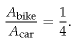 A_bike / A_car = 1/4.